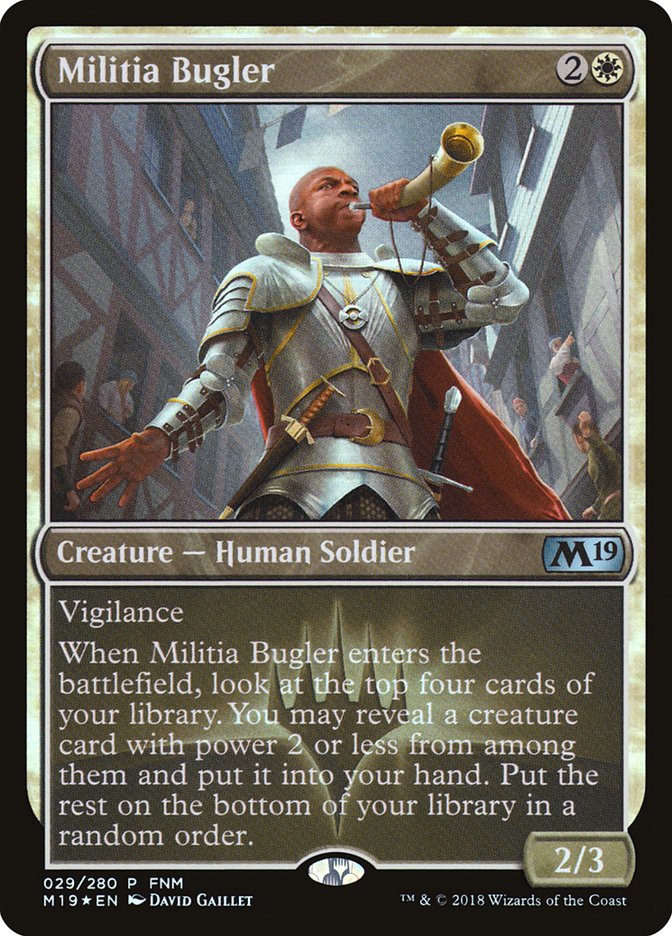 Militia Bugler 2
Creature — Human Soldier M19
Vigilance
When Militia Bugler enters the
battlefield, look at the top four cards of
your library. You may reveal a creature
card with power 2 or less from among
them and put it into your hand. Put the
rest on the bottom of your library in a
random order.
2/3
029/280 P FNM
M19★EN David Gaillet ™ & © 2018 Wizards of the Coast